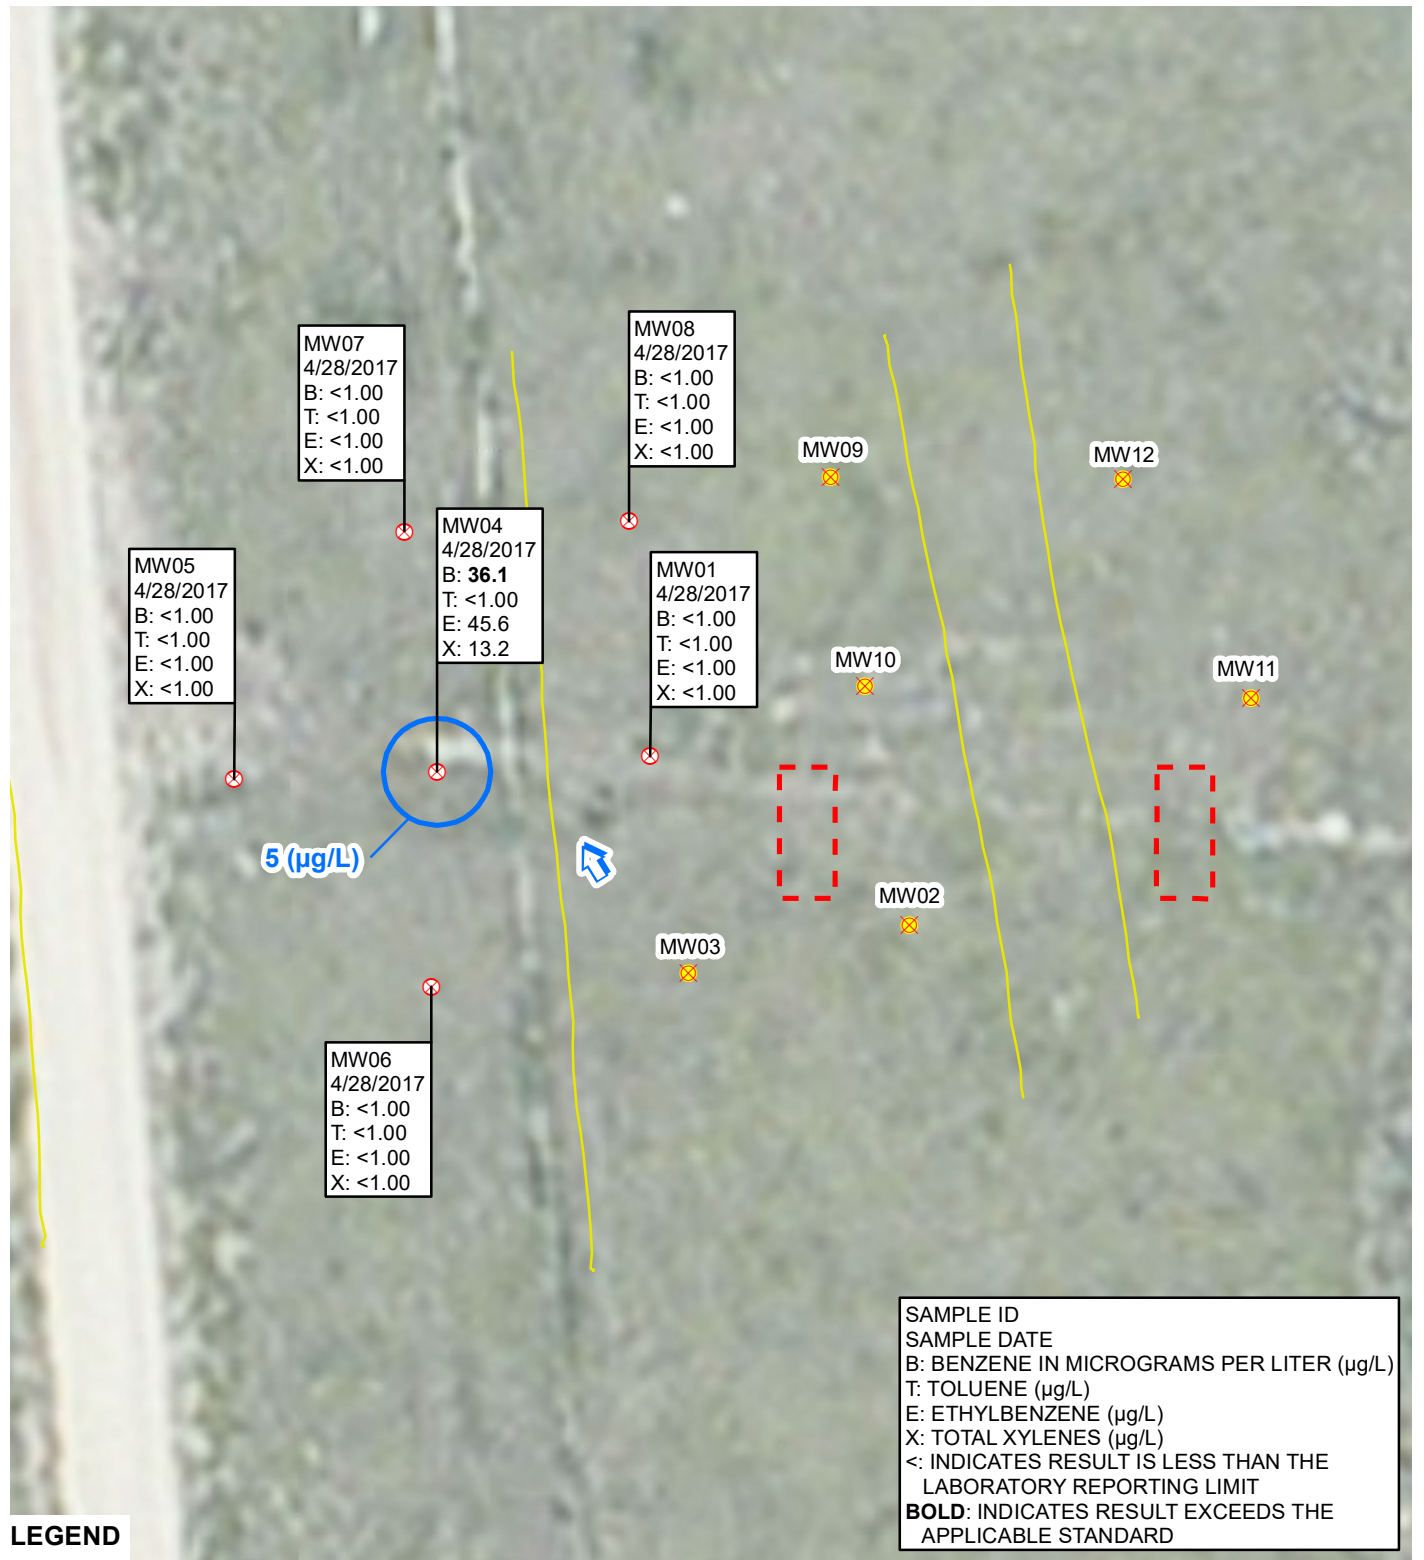 MW07
4/28/2017
B: <1.00
T: <1.00
E: <1.00
X: <1.00
MW08
4/28/2017
B: <1.00
T: <1.00
E: <1.00
X: <1.00
MW09
MW12
MW04
4/28/2017
B: 36.1
T: <1.00
E: 45.6
X: 13.2
MW05
4/28/2017
B: <1.00
T: <1.00
E: <1.00
X: <1.00
MW01
4/28/2017
B: <1.00
T: <1.00
E: <1.00
X: <1.00
MW10
MW11
5 (µg/L)
MW02
MW03
MW06
4/28/2017
B: <1.00
T: <1.00
E: <1.00
X: <1.00
SAMPLE ID
SAMPLE DATE
B: BENZENE IN MICROGRAMS PER LITER (µg/L)
T: TOLUENE (µg/L)
E: ETHYLBENZENE (µg/L)
X: TOTAL XYLENES (µg/L)
<: INDICATES RESULT IS LESS THAN THE
LABORATORY REPORTING LIMIT
BOLD: INDICATES RESULT EXCEEDS THE
APPLICABLE STANDARD
LEGEND